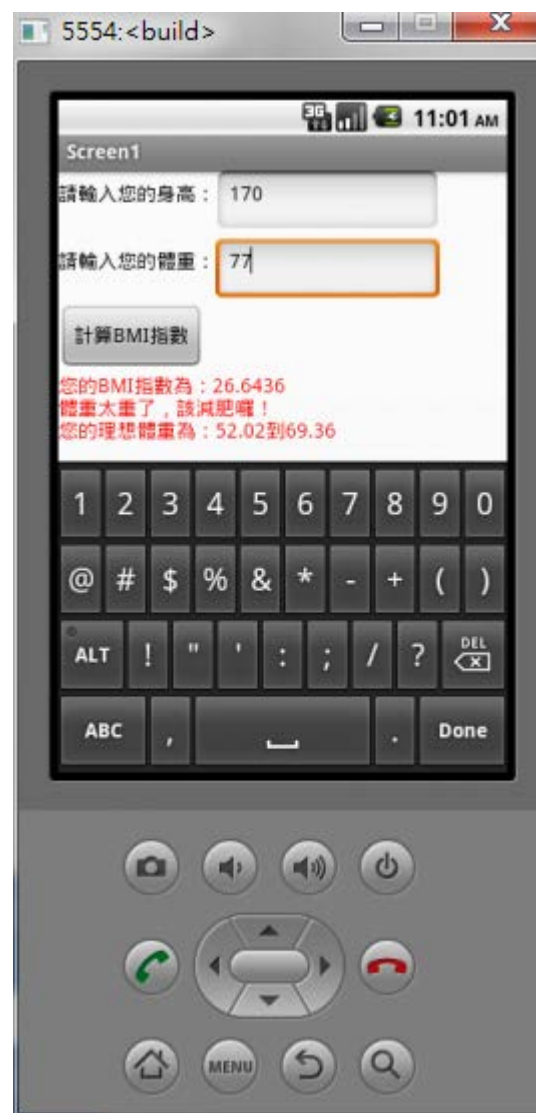 5554:<build>
3G 11:01 AM
Screen1
請輸入您的身高： 170
請輸入您的體重： 77
計算BMI指數
您的BMI指數為：26.6436
體重太重了，該減肥囉！
您的理想體重為：52.02到69.36
1 2 3 4 5 6 7 8 9 0
@ # $ % & * - + ( )
ALT ! " ' : ; / ? DEL
ABC , . Done
MENU